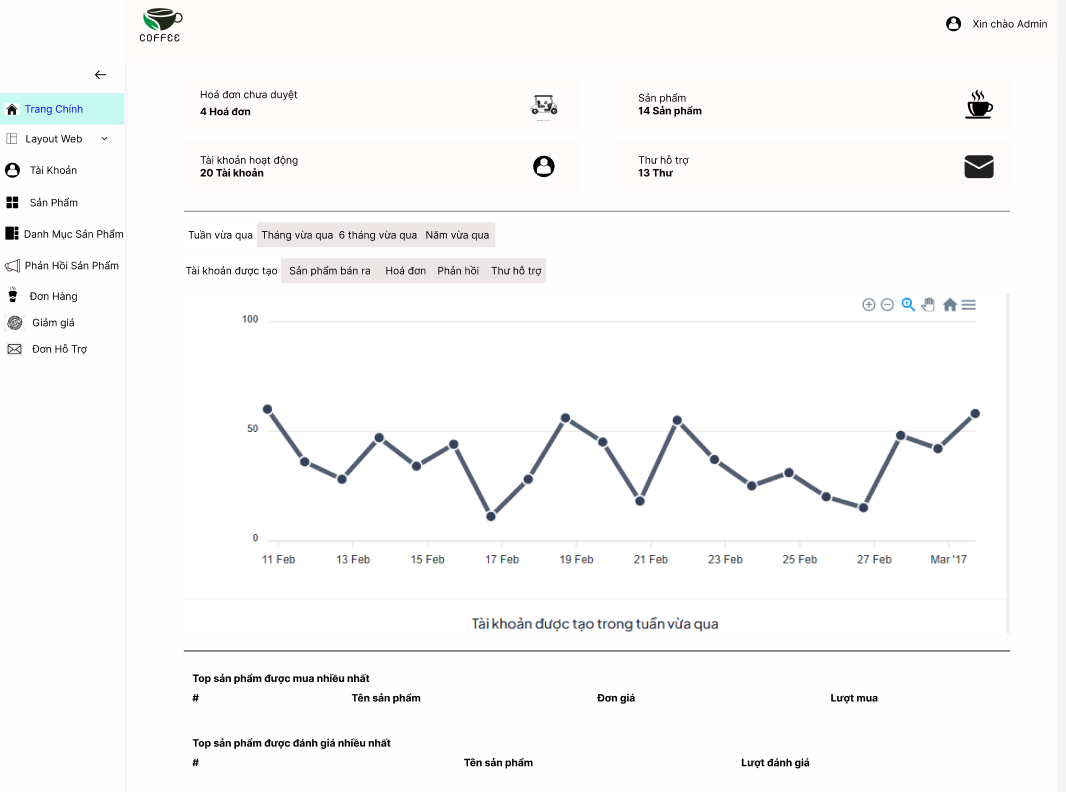 COFFEE
Xin chào Admin
Trang Chính
Layout Web
Tài Khoản
Sản Phẩm
Danh Mục Sản Phẩm
Phản Hồi Sản Phẩm
Đơn Hàng
Giảm giá
Đơn Hỗ Trợ
Hoá đơn chưa duyệt
4 Hoá đơn
Sản phẩm
14 Sản phẩm
Tài khoản hoạt động
20 Tài khoản
Thư hỗ trợ
13 Thư
Tuần vừa qua Tháng vừa qua 6 tháng vừa qua Năm vừa qua
Tài khoản được tạo Sản phẩm bán ra Hoá đơn Phản hồi Thư hỗ trợ
100
50
0
11 Feb 13 Feb 15 Feb 17 Feb 19 Feb 21 Feb 23 Feb 25 Feb 27 Feb Mar '17
Tài khoản được tạo trong tuần vừa qua
Top sản phẩm được mua nhiều nhất
# Tên sản phẩm Đơn giá Lượt mua
Top sản phẩm được đánh giá nhiều nhất
# Tên sản phẩm Lượt đánh giá